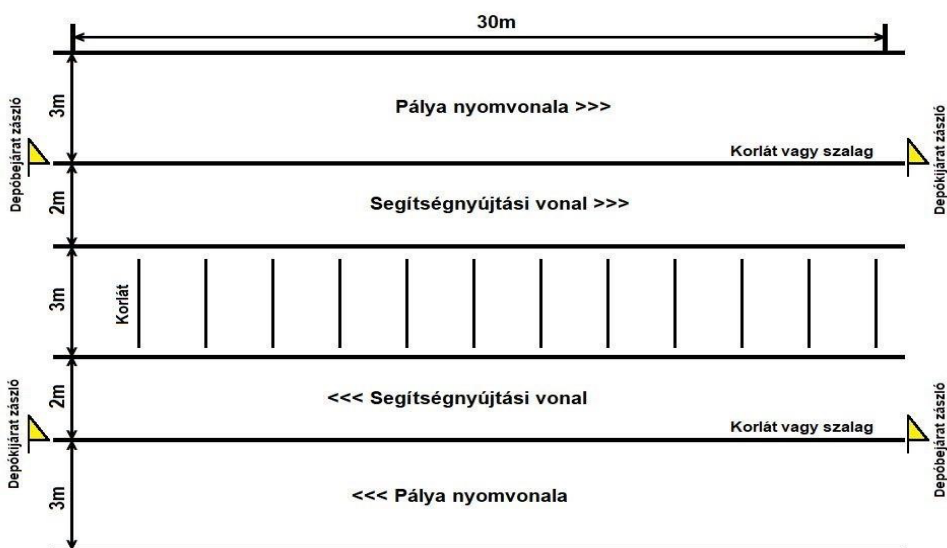 30m
3m
Pálya nyomvonala >>>
Depóbejárat zászló
Korlát vagy szalag
Depókijárat zászló
2m
Segítségnyújtási vonal >>>
3m
Korlát
2m
<<< Segítségnyújtási vonal
Depókijárat zászló
Korlát vagy szalag
Depóbejárat zászló
3m
<<< Pálya nyomvonala